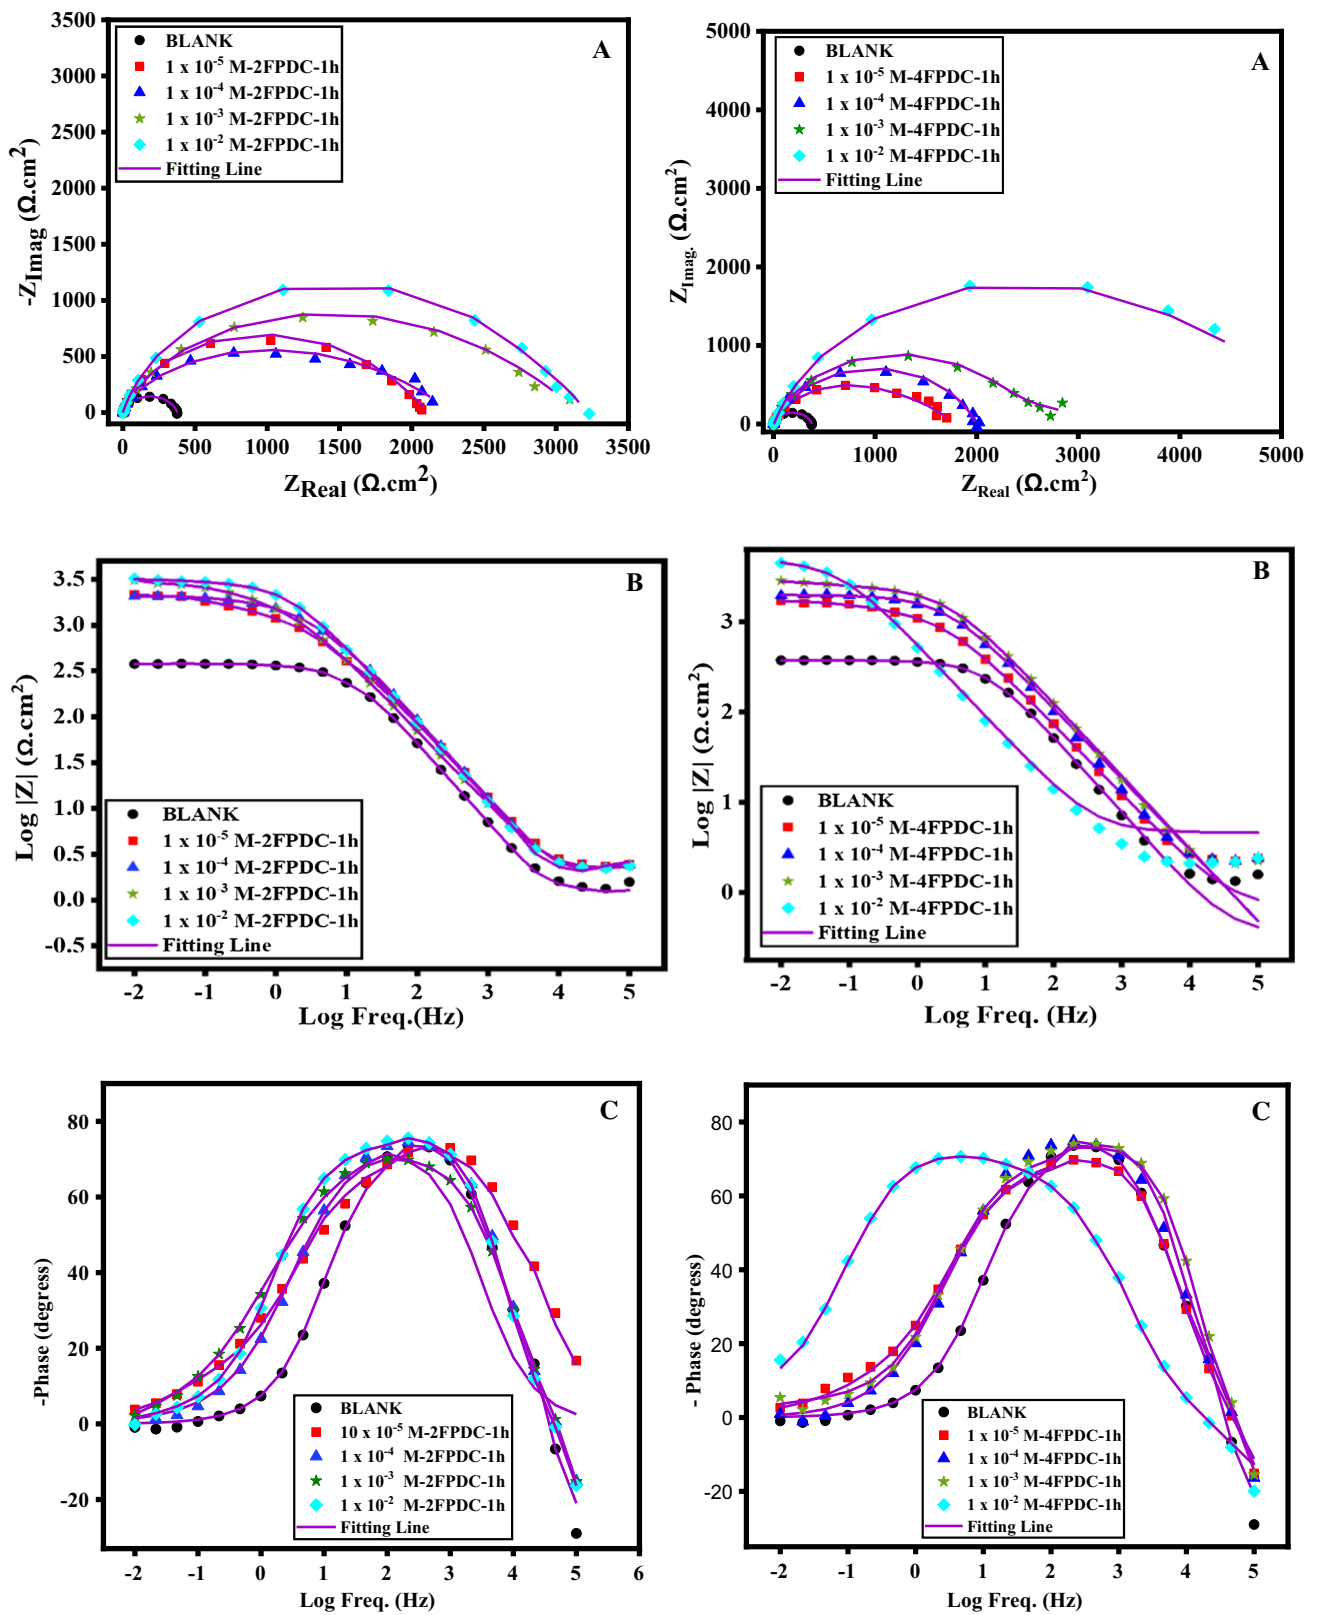 A
BLANK
1 x 10⁻⁵ M-2FPDC-1h
1 x 10⁻⁴ M-2FPDC-1h
1 x 10⁻³ M-2FPDC-1h
1 x 10⁻² M-2FPDC-1h
Fitting Line
3500
3000
2500
2000
1500
1000
500
0
-Z_Imag (Ω.cm²)
0 500 1000 1500 2000 2500 3000 3500
Z_Real (Ω.cm²)
A
BLANK
1 x 10⁻⁵ M-4FPDC-1h
1 x 10⁻⁴ M-4FPDC-1h
1 x 10⁻³ M-4FPDC-1h
1 x 10⁻² M-4FPDC-1h
Fitting Line
5000
4000
3000
2000
1000
0
Z_Imag. (Ω.cm²)
0 1000 2000 3000 4000 5000
Z_Real (Ω.cm²)
B
3.5
3.0
2.5
2.0
1.5
1.0
0.5
0.0
-0.5
Log |Z| (Ω.cm²)
BLANK
1 x 10⁻⁵ M-2FPDC-1h
1 x 10⁻⁴ M-2FPDC-1h
1 x 10⁻³ M-2FPDC-1h
1 x 10⁻² M-2FPDC-1h
Fitting Line
-2 -1 0 1 2 3 4 5
Log Freq.(Hz)
B
3
2
1
0
Log |Z| (Ω.cm²)
BLANK
1 x 10⁻⁵ M-4FPDC-1h
1 x 10⁻⁴ M-4FPDC-1h
1 x 10⁻³ M-4FPDC-1h
1 x 10⁻² M-4FPDC-1h
Fitting Line
-2 -1 0 1 2 3 4 5
Log Freq. (Hz)
C
80
60
40
20
0
-20
-Phase (degress)
BLANK
10 x 10⁻⁵ M-2FPDC-1h
1 x 10⁻⁴ M-2FPDC-1h
1 x 10⁻³ M-2FPDC-1h
1 x 10⁻² M-2FPDC-1h
Fitting Line
-2 -1 0 1 2 3 4 5 6
Log Freq. (Hz)
C
80
60
40
20
0
-20
- Phase (degress)
BLANK
1 x 10⁻⁵ M-4FPDC-1h
1 x 10⁻⁴ M-4FPDC-1h
1 x 10⁻³ M-4FPDC-1h
1 x 10⁻² M-4FPDC-1h
Fitting Line
-2 -1 0 1 2 3 4 5
Log Freq. (Hz)